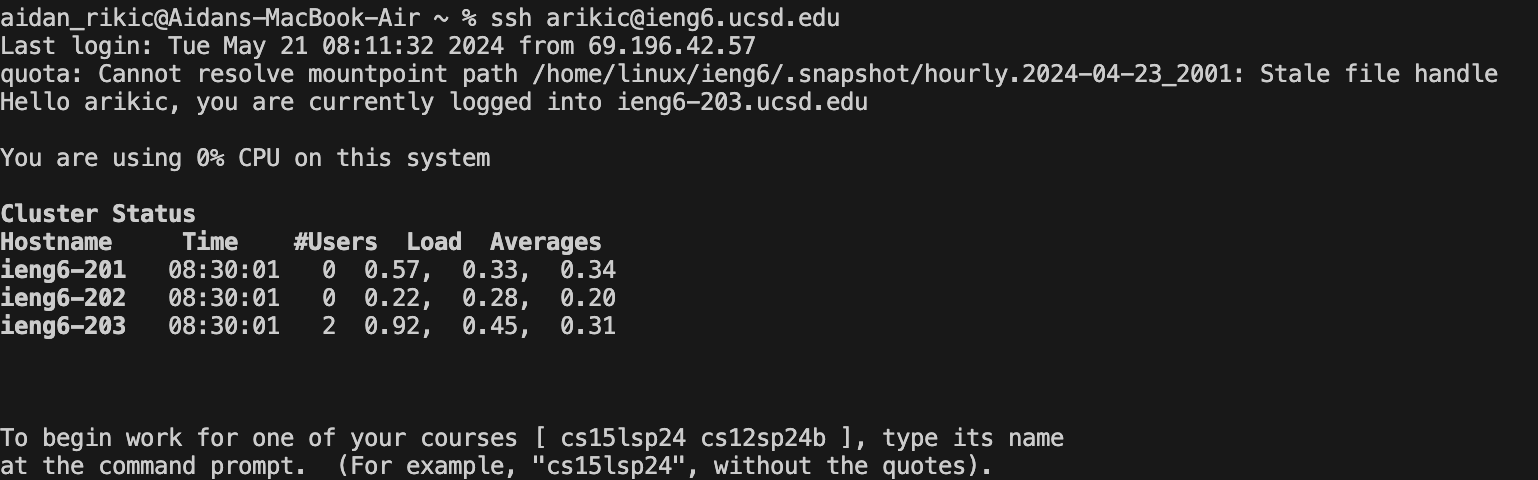 aidan_rikic@Aidans-MacBook-Air ~ % ssh arikic@ieng6.ucsd.edu
Last login: Tue May 21 08:11:32 2024 from 69.196.42.57
quota: Cannot resolve mountpoint path /home/linux/ieng6/.snapshot/hourly.2024-04-23_2001: Stale file handle
Hello arikic, you are currently logged into ieng6-203.ucsd.edu
You are using 0% CPU on this system
Cluster Status
Hostname     Time    #Users  Load  Averages
ieng6-201   08:30:01   0  0.57,  0.33,  0.34
ieng6-202   08:30:01   0  0.22,  0.28,  0.20
ieng6-203   08:30:01   2  0.92,  0.45,  0.31
To begin work for one of your courses [ cs15lsp24 cs12sp24b ], type its name
at the command prompt.  (For example, "cs15lsp24", without the quotes).